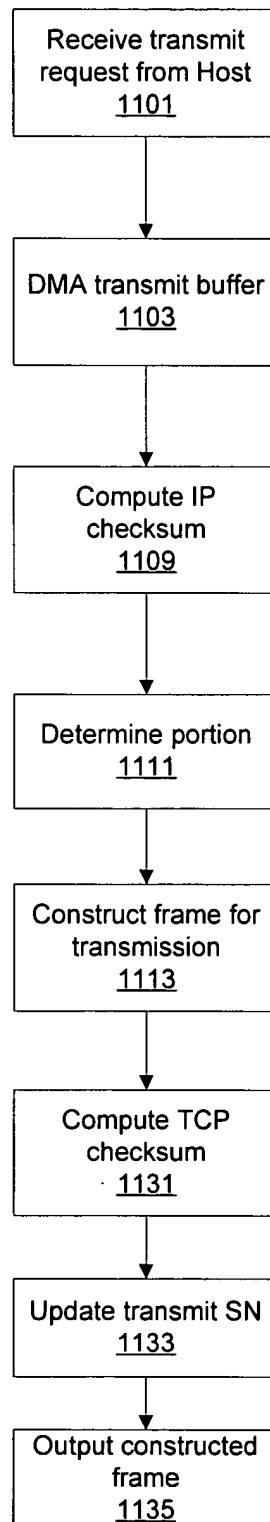 Receive transmit
request from Host
1101
DMA transmit buffer
1103
Compute IP
checksum
1109
Determine portion
1111
Construct frame for
transmission
1113
Compute TCP
checksum
1131
Update transmit SN
1133
Output constructed
frame
1135